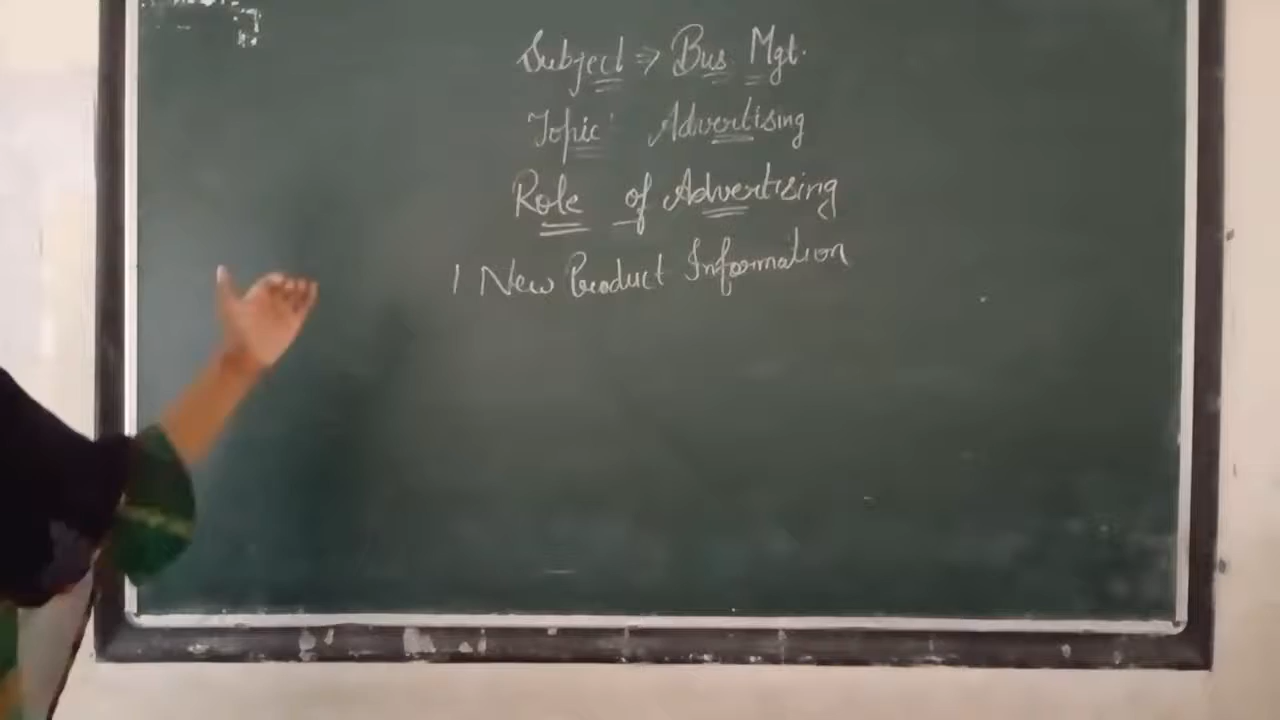 Subject ⇒ Bus Mgt.
Topic Advertising
Role of Advertising
1 New Product Information